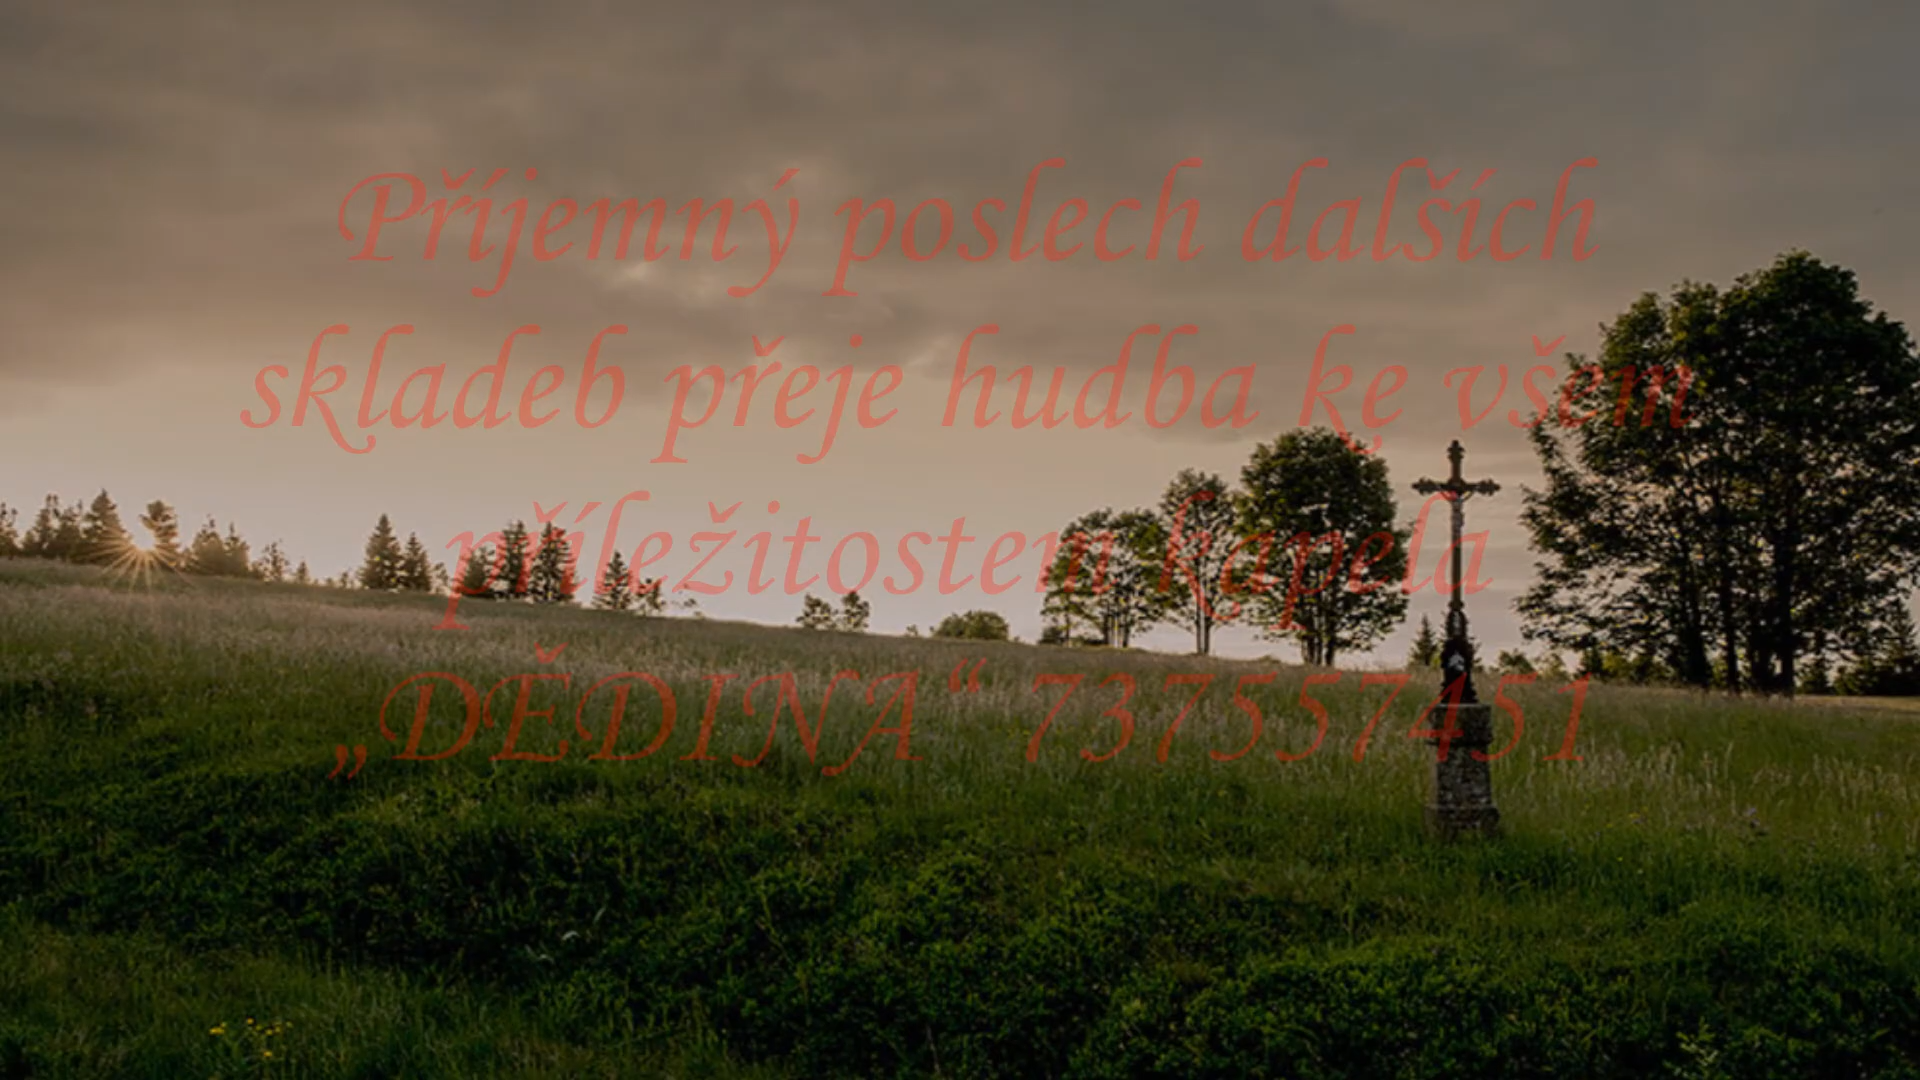 Příjemný poslech dalších
skladeb přeje hudba ke všem
příležitostem kapela
„DĚDINA“ 737557451